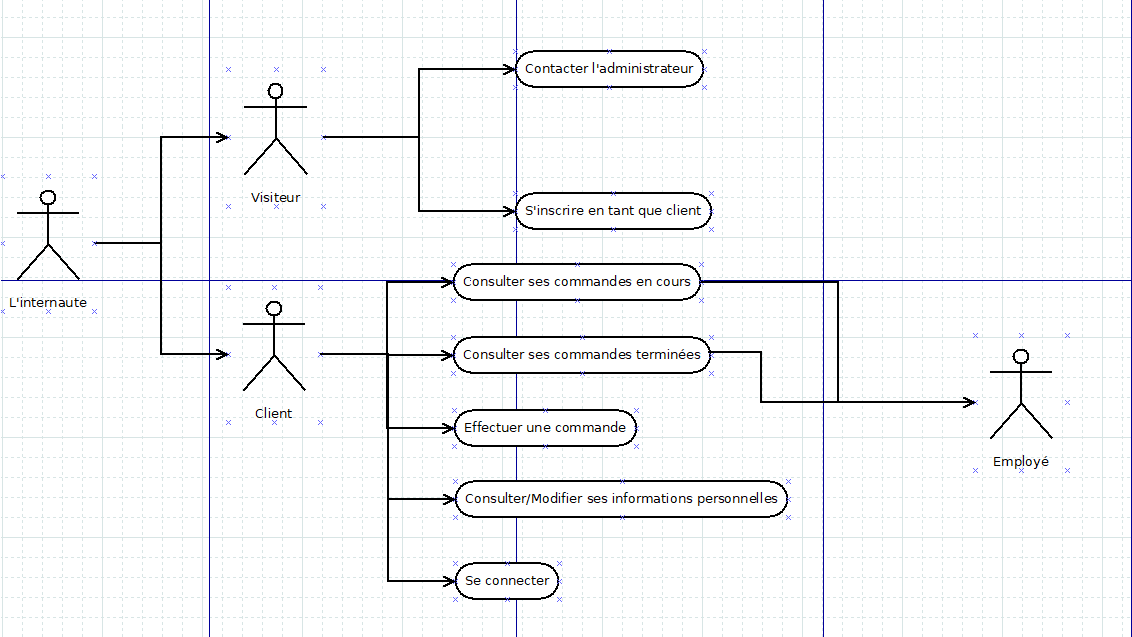 Contacter l'administrateur
Visiteur
S'inscrire en tant que client
L'internaute
Consulter ses commandes en cours
Consulter ses commandes terminées
Client
Effectuer une commande
Employé
Consulter/Modifier ses informations personnelles
Se connecter